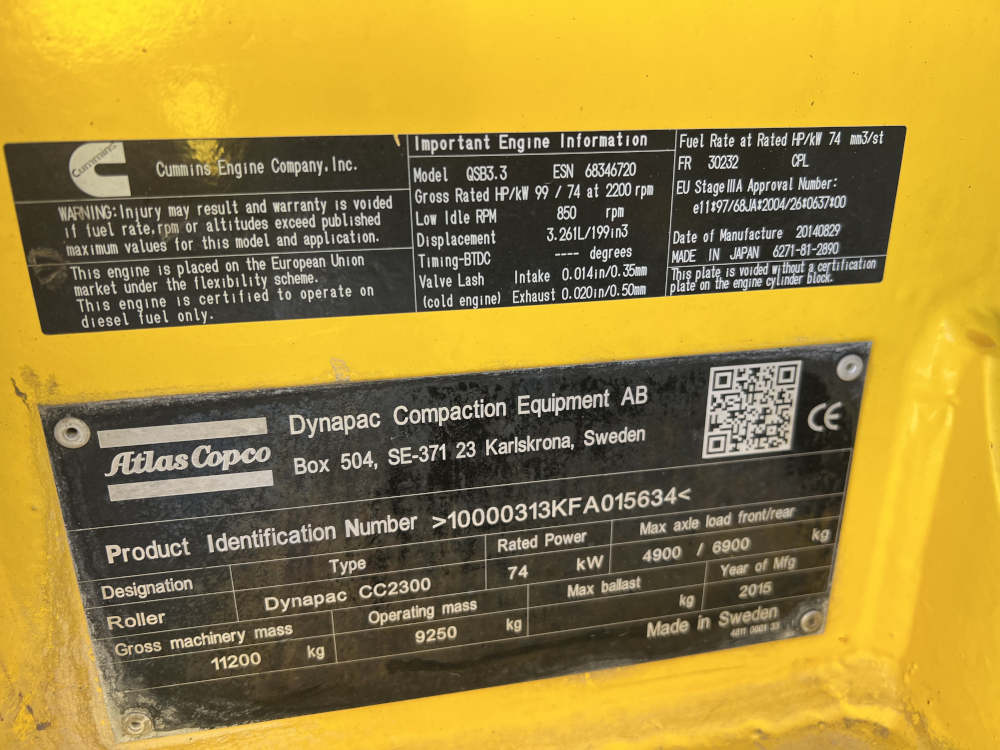 Cummins
Cummins Engine Company, Inc.
WARNING: Injury may result and warranty is voided
if fuel rate, rpm or altitudes exceed published
maximum values for this model and application.
This engine is placed on the European Union
market under the flexibility scheme.
This engine is certified to operate on
diesel fuel only.
Important Engine Information
Model QSB3.3 ESN 68346720
Gross Rated HP/kW 99 / 74 at 2200 rpm
Low Idle RPM 850 rpm
Displacement 3.261L/199in3
Timing-BTDC ---- degrees
Valve Lash Intake 0.014in/0.35mm
(cold engine) Exhaust 0.020in/0.50mm
Fuel Rate at Rated HP/kW 74 mm3/st
FR 30232 CPL
EU Stage IIIA Approval Number:
e11*97/68JA*2004/26*0637*00
Date of Manufacture 20140829
MADE IN JAPAN 6271-81-2890
This plate is voided without a certification
plate on the engine cylinder block.
Atlas Copco
Dynapac Compaction Equipment AB
Box 504, SE-371 23 Karlskrona, Sweden
CE
Product Identification Number >10000313KFA015634<
Designation Type Rated Power Max axle load front/rear
Roller Dynapac CC2300 74 kW 4900 / 6900 kg
Gross machinery mass Operating mass Max ballast Year of Mfg
11200 kg 9250 kg kg 2015
Made in Sweden
4811 0001 33